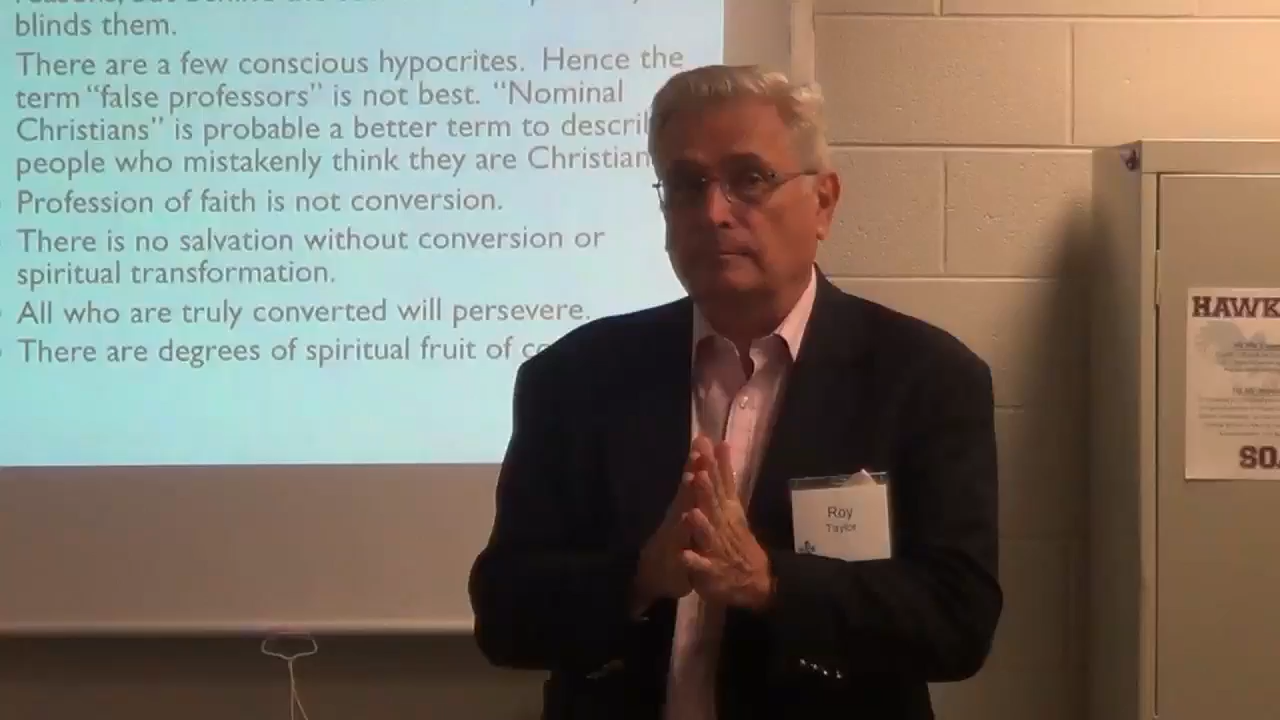 blinds them.
There are a few conscious hypocrites. Hence the
term “false professors” is not best. “Nominal
Christians” is probable a better term to descri
people who mistakenly think they are Christian
Profession of faith is not conversion.
There is no salvation without conversion or
spiritual transformation.
All who are truly converted will persevere.
There are degrees of spiritual fruit of co
Roy
Taylor
HAWK
SO